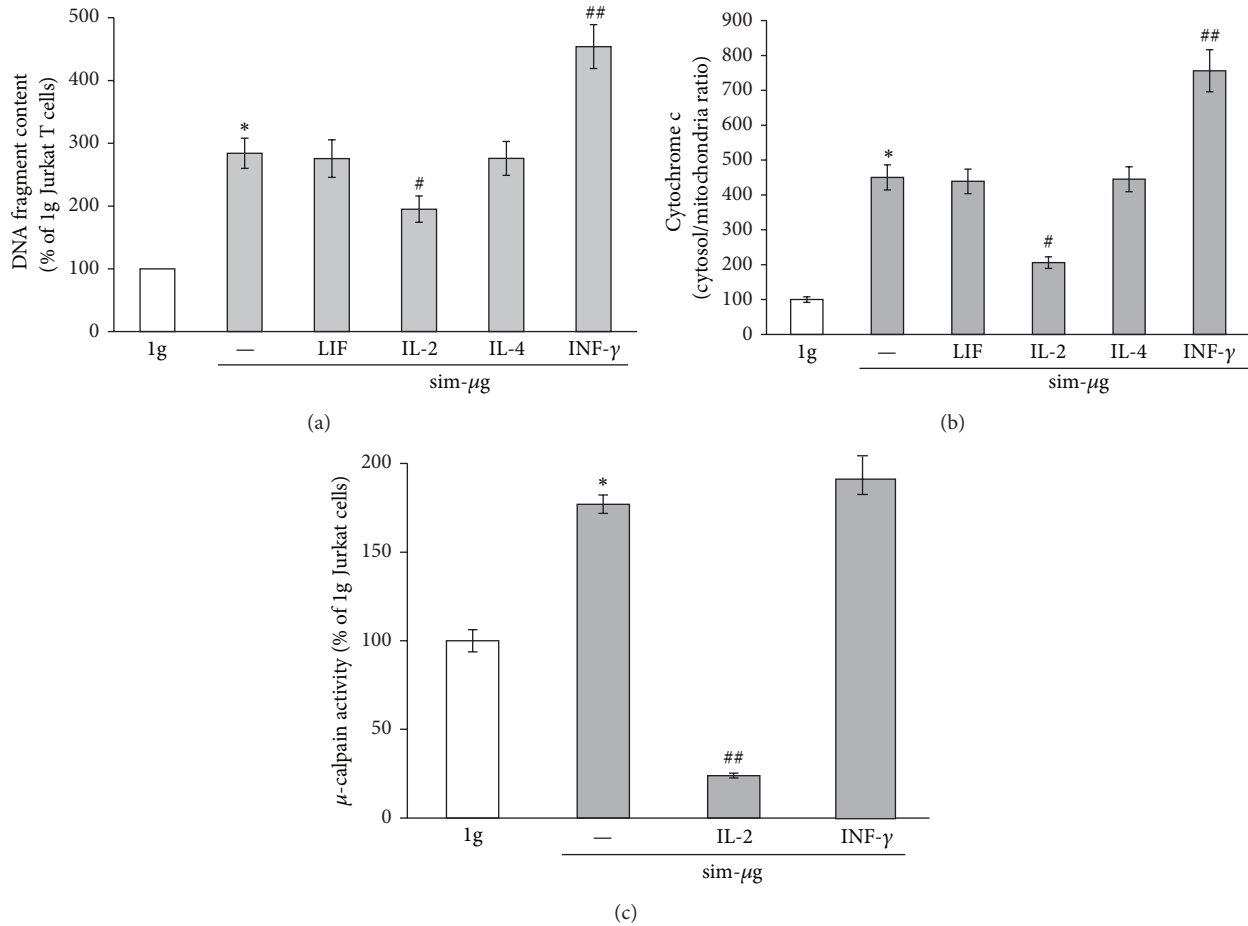 DNA fragment content
(% of 1g Jurkat T cells)
500
400
300
200
100
0
*
#
##
1g
—
LIF
IL-2
IL-4
INF-γ
sim-μg
(a)
Cytochrome c
(cytosol/mitochondria ratio)
900
800
700
600
500
400
300
200
100
0
*
#
##
1g
—
LIF
IL-2
IL-4
INF-γ
sim-μg
(b)
μ-calpain activity (% of 1g Jurkat cells)
200
150
100
50
0
*
##
1g
—
IL-2
INF-γ
sim-μg
(c)